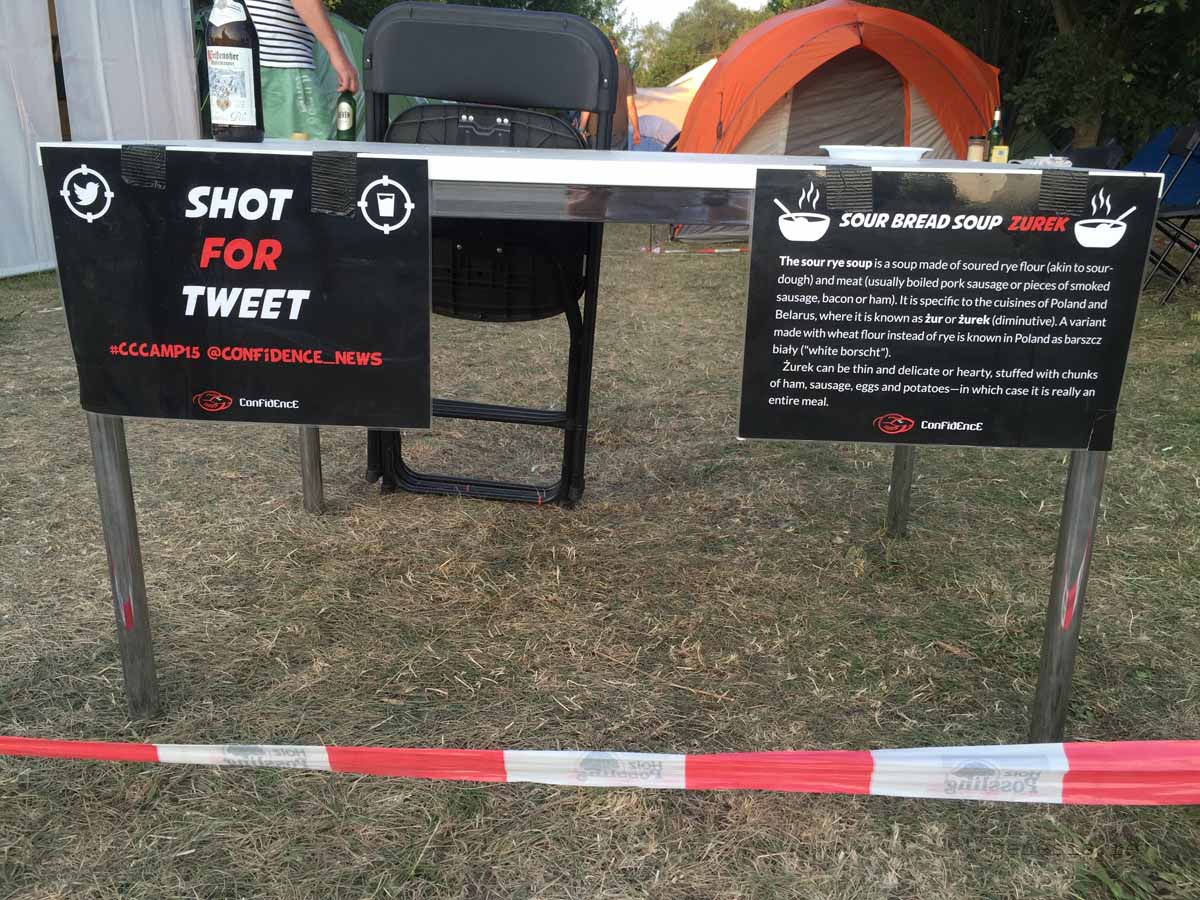 SHOT
FOR
TWEET
#CCCAMP15 @CONFIDENCE_NEWS
ConFidEncE
SOUR BREAD SOUP ZUREK
The sour rye soup is a soup made of soured rye flour (akin to sour-
dough) and meat (usually boiled pork sausage or pieces of smoked
sausage, bacon or ham). It is specific to the cuisines of Poland and
Belarus, where it is known as żur or żurek (diminutive). A variant
made with wheat flour instead of rye is known in Poland as barszcz
biały ("white borscht").
Żurek can be thin and delicate or hearty, stuffed with chunks
of ham, sausage, eggs and potatoes—in which case it is really an
entire meal.
ConFidEncE
Holz
Possling
Holz
Possling